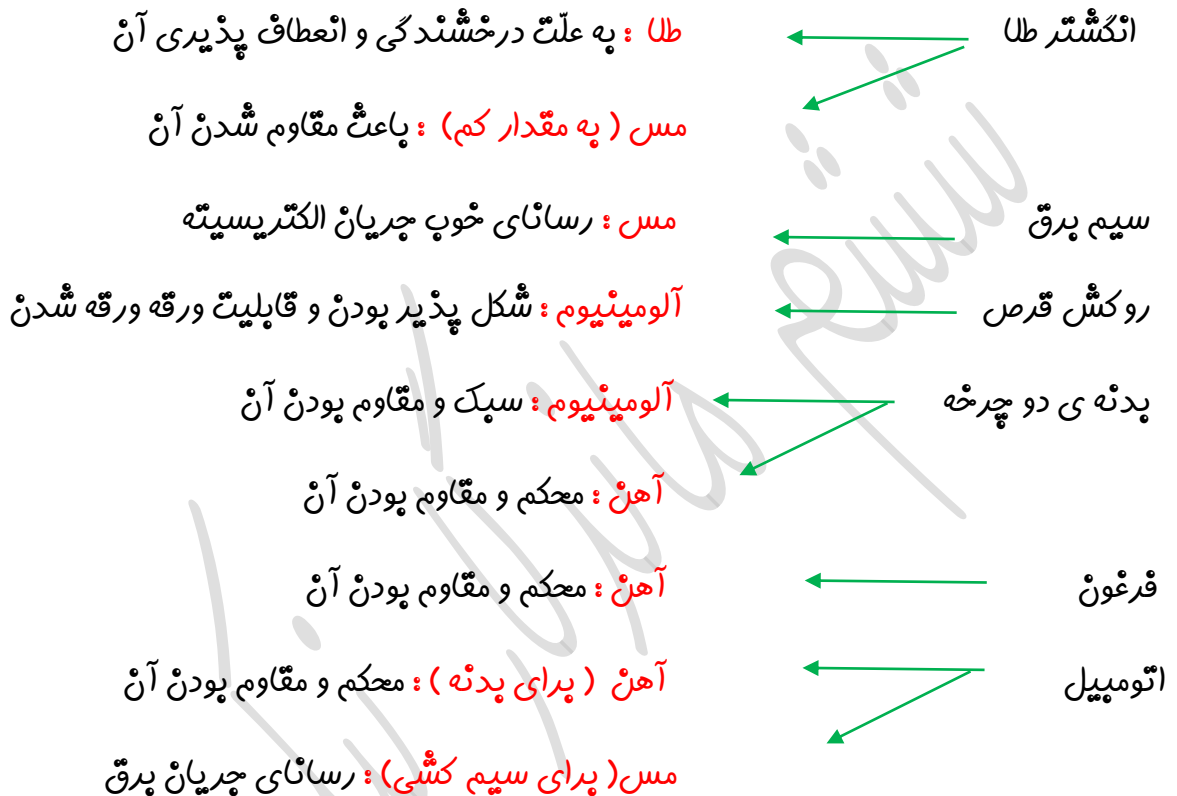 انگشتر طلا طلا : به علّت درخشندگی و انعطاف پذیری آن
مس ( به مقدار کم) : باعث مقاوم شدن آن
سیم برق مس : رسانای خوب جریان الکتریسیته
روکش قرص آلومینیوم : شکل پذیر بودن و قابلیت ورقه ورقه شدن
بدنه ی دو چرخه آلومینیوم : سبک و مقاوم بودن آن
آهن : محکم و مقاوم بودن آن
فرغون آهن : محکم و مقاوم بودن آن
اتومبیل آهن ( برای بدنه ) : محکم و مقاوم بودن آن
مس( برای سیم کشی) : رسانای جریان برق